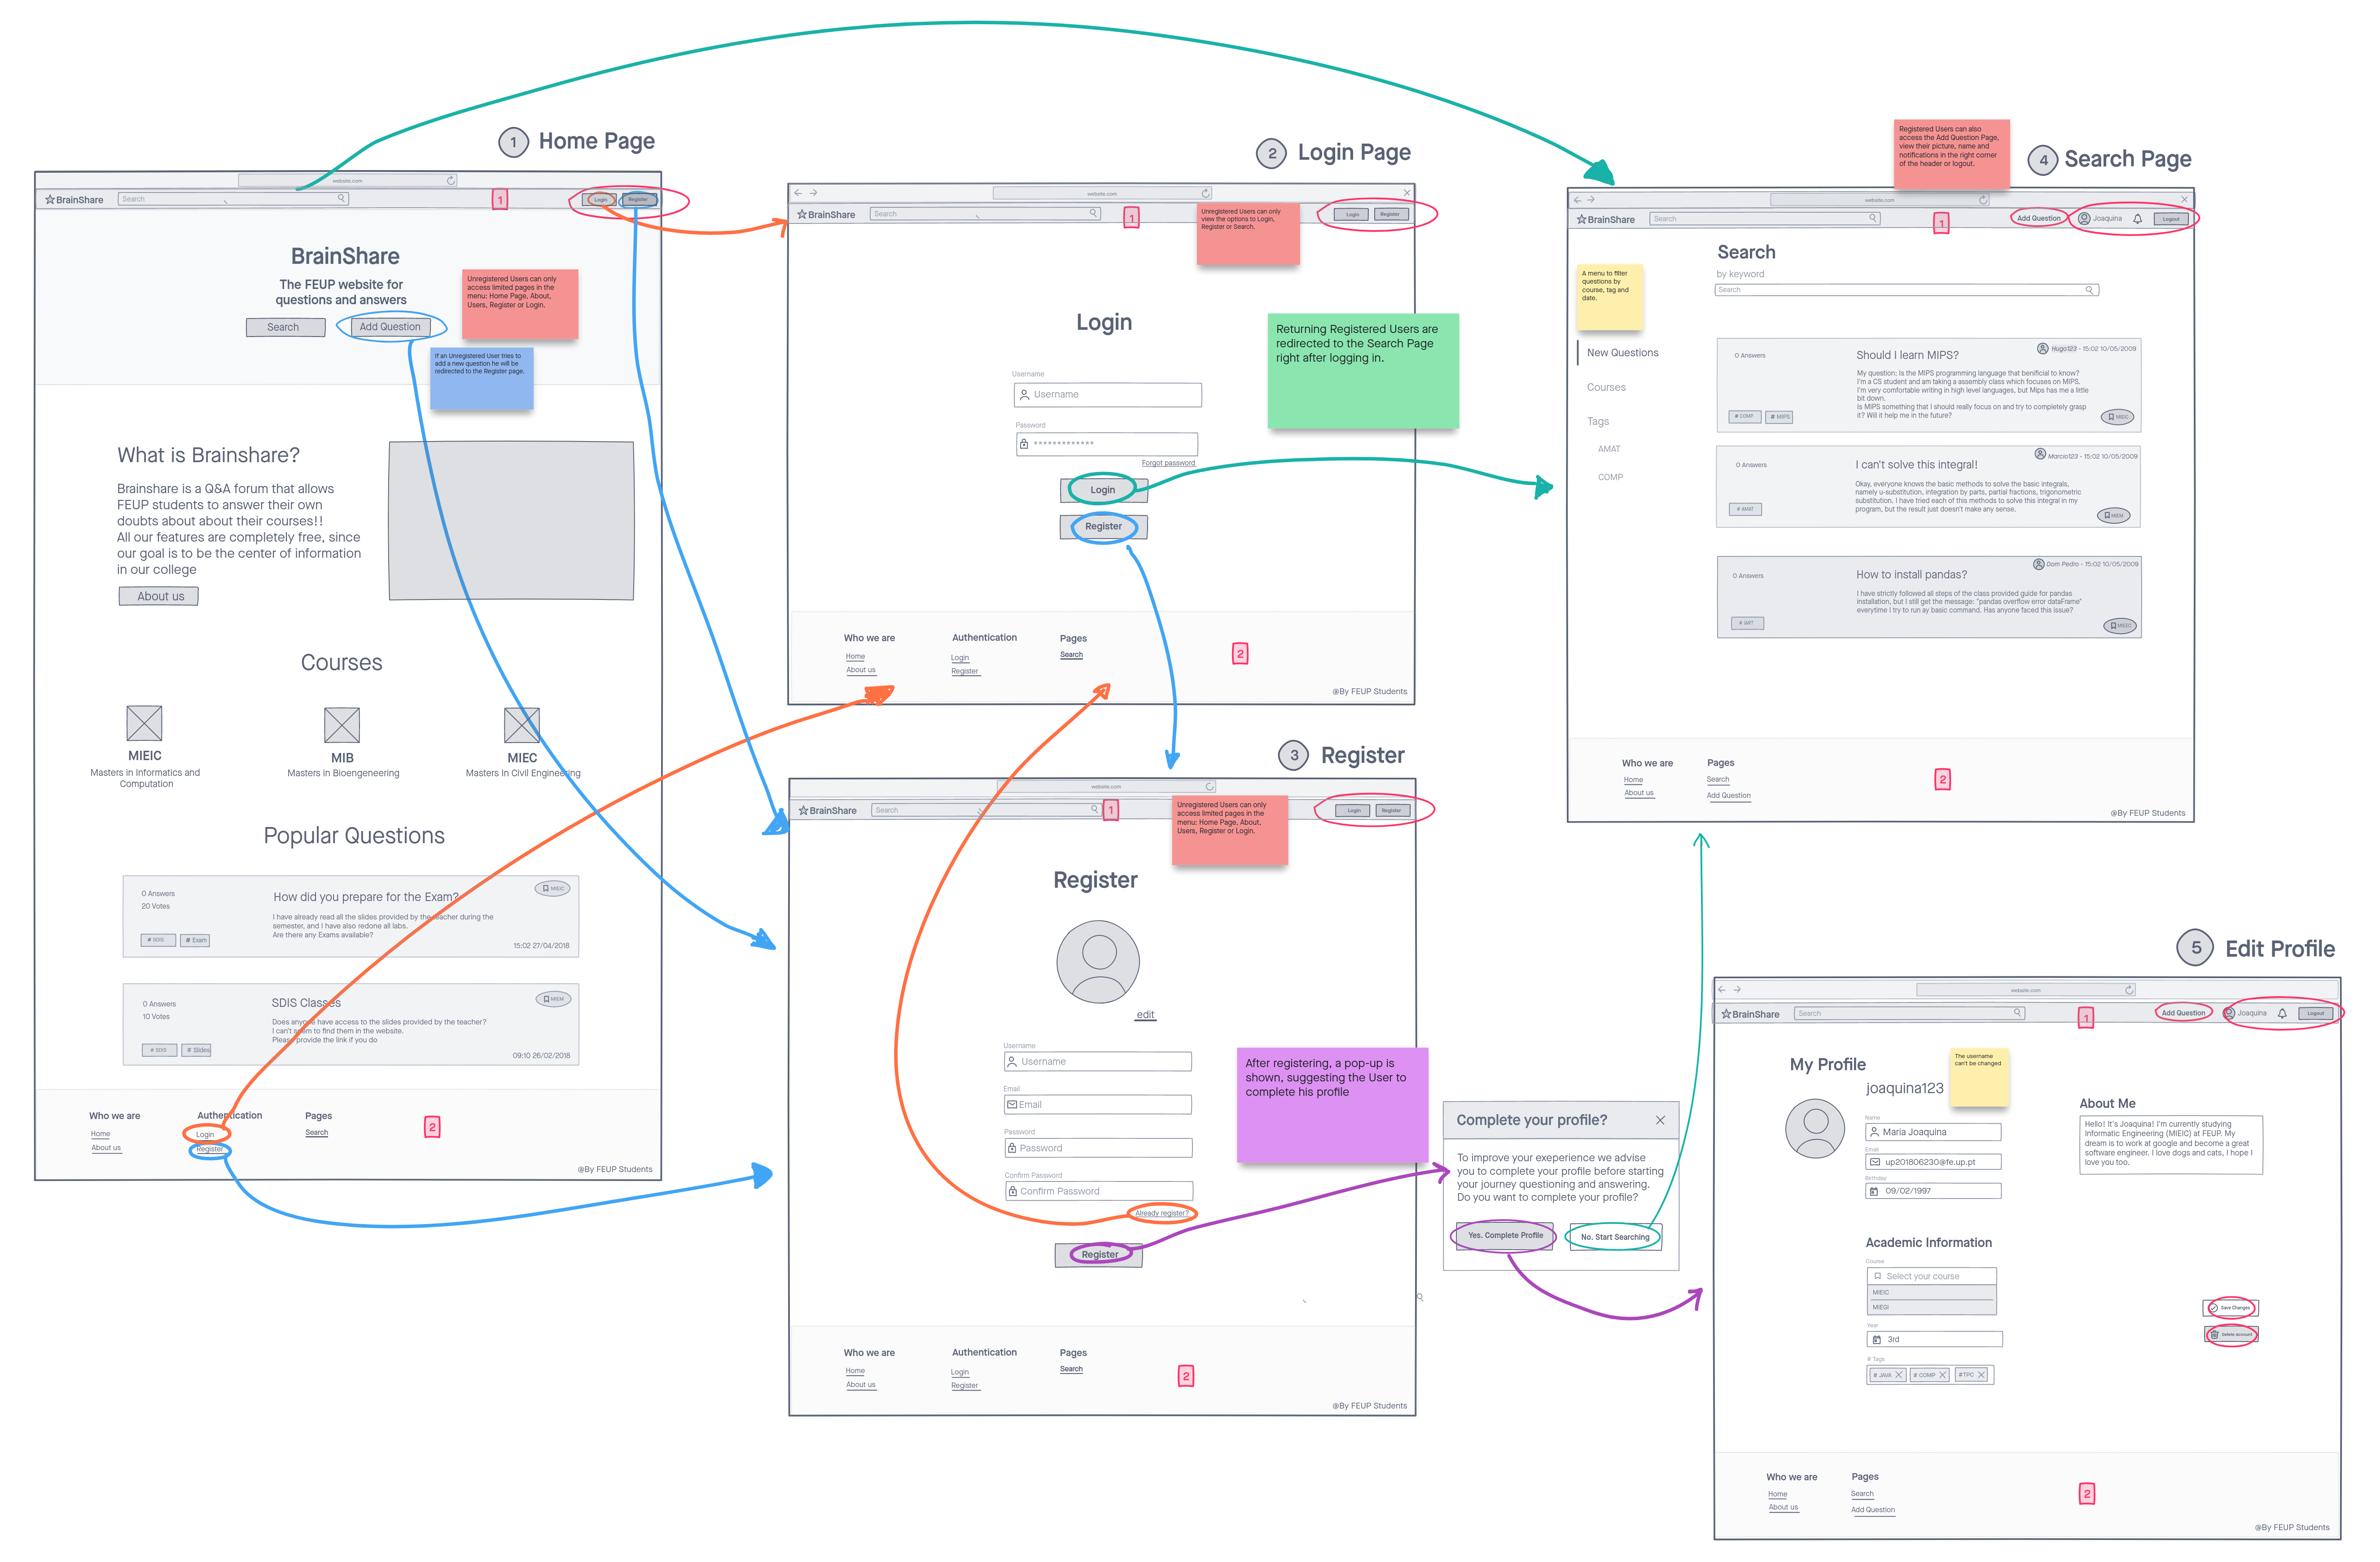 1 Home Page
website.com
BrainShare
Search
1
Login
Register
BrainShare
The FEUP website for
questions and answers
Search
Add Question
Unregistered Users can only
access limited pages in the
menu: Home Page, About,
Users, Register or Login.
If an Unregistered User tries to
add a new question he will be
redirected to the Register page.
What is Brainshare?
Brainshare is a Q&A forum that allows
FEUP students to answer their own
doubts about about their courses!!
All our features are completely free, since
our goal is to be the center of information
in our college
About us
Courses
MIEIC
Masters in Informatics and
Computation
MIB
Masters in Bioengeneering
MIEC
Masters In Civil Engineering
Popular Questions
0 Answers
20 Votes
How did you prepare for the Exam?
I have already read all the slides provided by the teacher during the
semester, and I have also redone all labs.
Are there any Exams available?
# SDIS
# Exam
MIEIC
15:02 27/04/2018
0 Answers
10 Votes
SDIS Classes
Does anyone have access to the slides provided by the teacher?
I can't seem to find them in the website.
Please provide the link if you do
# SDIS
# Slides
MIEM
09:10 26/02/2018
Who we are
Home
About us
Authentication
Login
Register
Pages
Search
2
@By FEUP Students
2 Login Page
website.com
BrainShare
Search
1
Unregistered Users can only
view the options to Login,
Register or Search.
Login
Register
Login
Returning Registered Users are
redirected to the Search Page
right after logging in.
Username
Username
Password
*************
Forgot password
Login
Register
Who we are
Home
About us
Authentication
Login
Register
Pages
Search
2
@By FEUP Students
3 Register
website.com
BrainShare
Search
1
Unregistered Users can only
access limited pages in the
menu: Home Page, About,
Users, Register or Login.
Login
Register
Register
edit
Username
Username
Email
Email
Password
Password
Confirm Password
Confirm Password
Already register?
Register
After registering, a pop-up is
shown, suggesting the User to
complete his profile
Who we are
Home
About us
Authentication
Login
Register
Pages
Search
2
@By FEUP Students
Complete your profile?
To improve your exeperience we advise
you to complete your profile before starting
your journey questioning and answering.
Do you want to complete your profile?
Yes. Complete Profile
No. Start Searching
4 Search Page
Registered Users can also
access the Add Question Page,
view their picture, name and
notifications in the right corner
of the header or logout.
website.com
BrainShare
Search
1
Add Question
Joaquina
Logout
Search
by keyword
Search
A menu to filter
questions by
course, tag and
date.
New Questions
Courses
Tags
AMAT
COMP
0 Answers
Should I learn MIPS?
Hugo123 - 15:02 10/05/2009
My question: Is the MIPS programming language that benificial to know?
I'm a CS student and am taking a assembly class which focuses on MIPS.
I'm very comfortable writing in high level languages, but Mips has me a little
bit down.
Is MIPS something that I should really focus on and try to completely grasp
it? Will it help me in the future?
# COMP
# MIPS
MIEIC
0 Answers
I can't solve this integral!
Marcio123 - 15:02 10/05/2009
Okay, everyone knows the basic methods to solve the basic integrals,
namely u-substitution, integration by parts, partial fractions, trigonometric
substitution. I have tried each of this methods to solve this integral in my
program, but the result just doesn't make any sense.
# AMAT
MIEM
0 Answers
How to install pandas?
Dom Pedro - 15:02 10/05/2009
I have strictly followed all steps of the class provided guide for pandas
installation, but I still get the message: "pandas overflow error dataFrame"
everytime I try to run ay basic command. Has anyone faced this issue?
MIEEC
Who we are
Home
About us
Pages
Search
Add Question
2
@By FEUP Students
5 Edit Profile
website.com
BrainShare
Search
1
Add Question
Joaquina
Logout
My Profile
joaquina123
The username
can't be changed
Name
Maria Joaquina
Email
up201806230@fe.up.pt
Birthday
09/02/1997
About Me
Hello! It's Joaquina! I'm currently studying
Informatic Engineering (MIEIC) at FEUP. My
dream is to work at google and become a great
software engineer. I love dogs and cats, I hope I
love you too.
Academic Information
Course
Select your course
MIEIC
MIEGI
Year
3rd
# Tags
# JAVA
# COMP
#TPC
Save Changes
Delete account
Who we are
Home
About us
Pages
Search
Add Question
2
@By FEUP Students